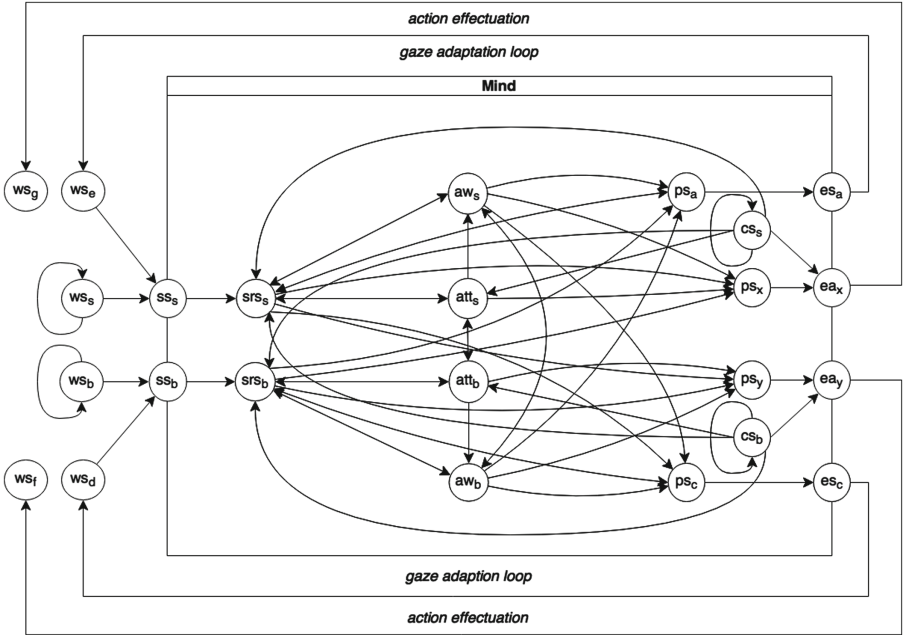 action effectuation
gaze adaptation loop
Mind
ws_g
ws_e
aw_s
ps_a
es_a
cs_s
ws_s
ss_s
srs_s
att_s
ps_x
ea_x
ws_b
ss_b
srs_b
att_b
ps_y
ea_y
cs_b
ws_f
ws_d
aw_b
ps_c
es_c
gaze adaption loop
action effectuation